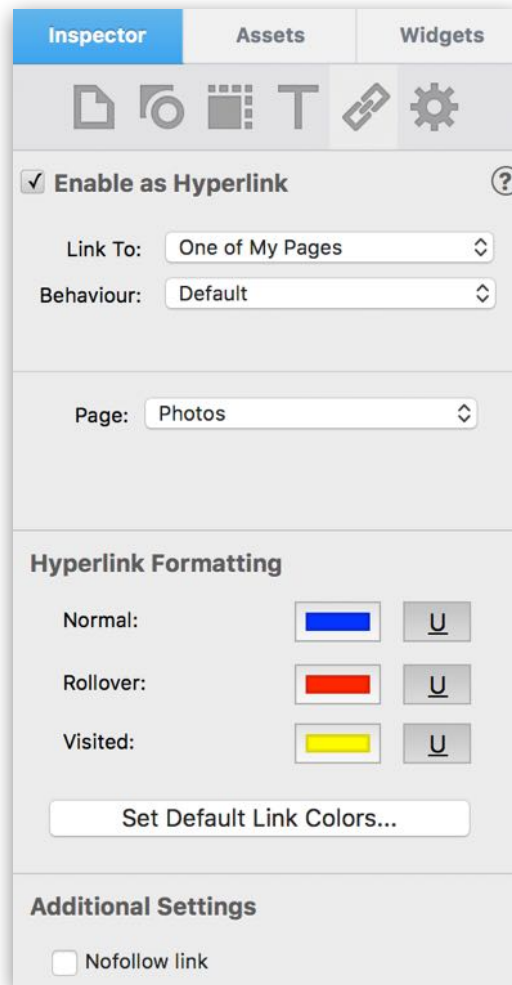 Inspector Assets Widgets
T
Enable as Hyperlink ?
Link To: One of My Pages
Behaviour: Default
Page: Photos
Hyperlink Formatting
Normal: U
Rollover: U
Visited: U
Set Default Link Colors...
Additional Settings
Nofollow link